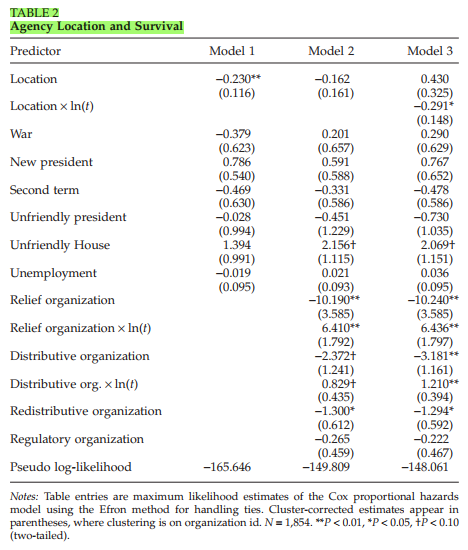 TABLE 2
Agency Location and Survival
Predictor Model 1 Model 2 Model 3
Location −0.230** −0.162 0.430
(0.116) (0.161) (0.325)
Location × ln(t) −0.291*
(0.148)
War −0.379 0.201 0.290
(0.623) (0.657) (0.629)
New president 0.786 0.591 0.767
(0.540) (0.588) (0.652)
Second term −0.469 −0.331 −0.478
(0.630) (0.586) (0.586)
Unfriendly president −0.028 −0.451 −0.730
(0.994) (1.229) (1.035)
Unfriendly House 1.394 2.156† 2.069†
(0.991) (1.115) (1.151)
Unemployment −0.019 0.021 0.036
(0.095) (0.093) (0.095)
Relief organization −10.190** −10.240**
(3.585) (3.585)
Relief organization × ln(t) 6.410** 6.436**
(1.792) (1.797)
Distributive organization −2.372† −3.181**
(1.241) (1.161)
Distributive org. × ln(t) 0.829† 1.210**
(0.435) (0.394)
Redistributive organization −1.300* −1.294*
(0.612) (0.592)
Regulatory organization −0.265 −0.222
(0.459) (0.467)
Pseudo log-likelihood −165.646 −149.809 −148.061
Notes: Table entries are maximum likelihood estimates of the Cox proportional hazards
model using the Efron method for handling ties. Cluster-corrected estimates appear in
parentheses, where clustering is on organization id. N = 1,854. **P < 0.01, *P < 0.05, †P < 0.10
(two-tailed).